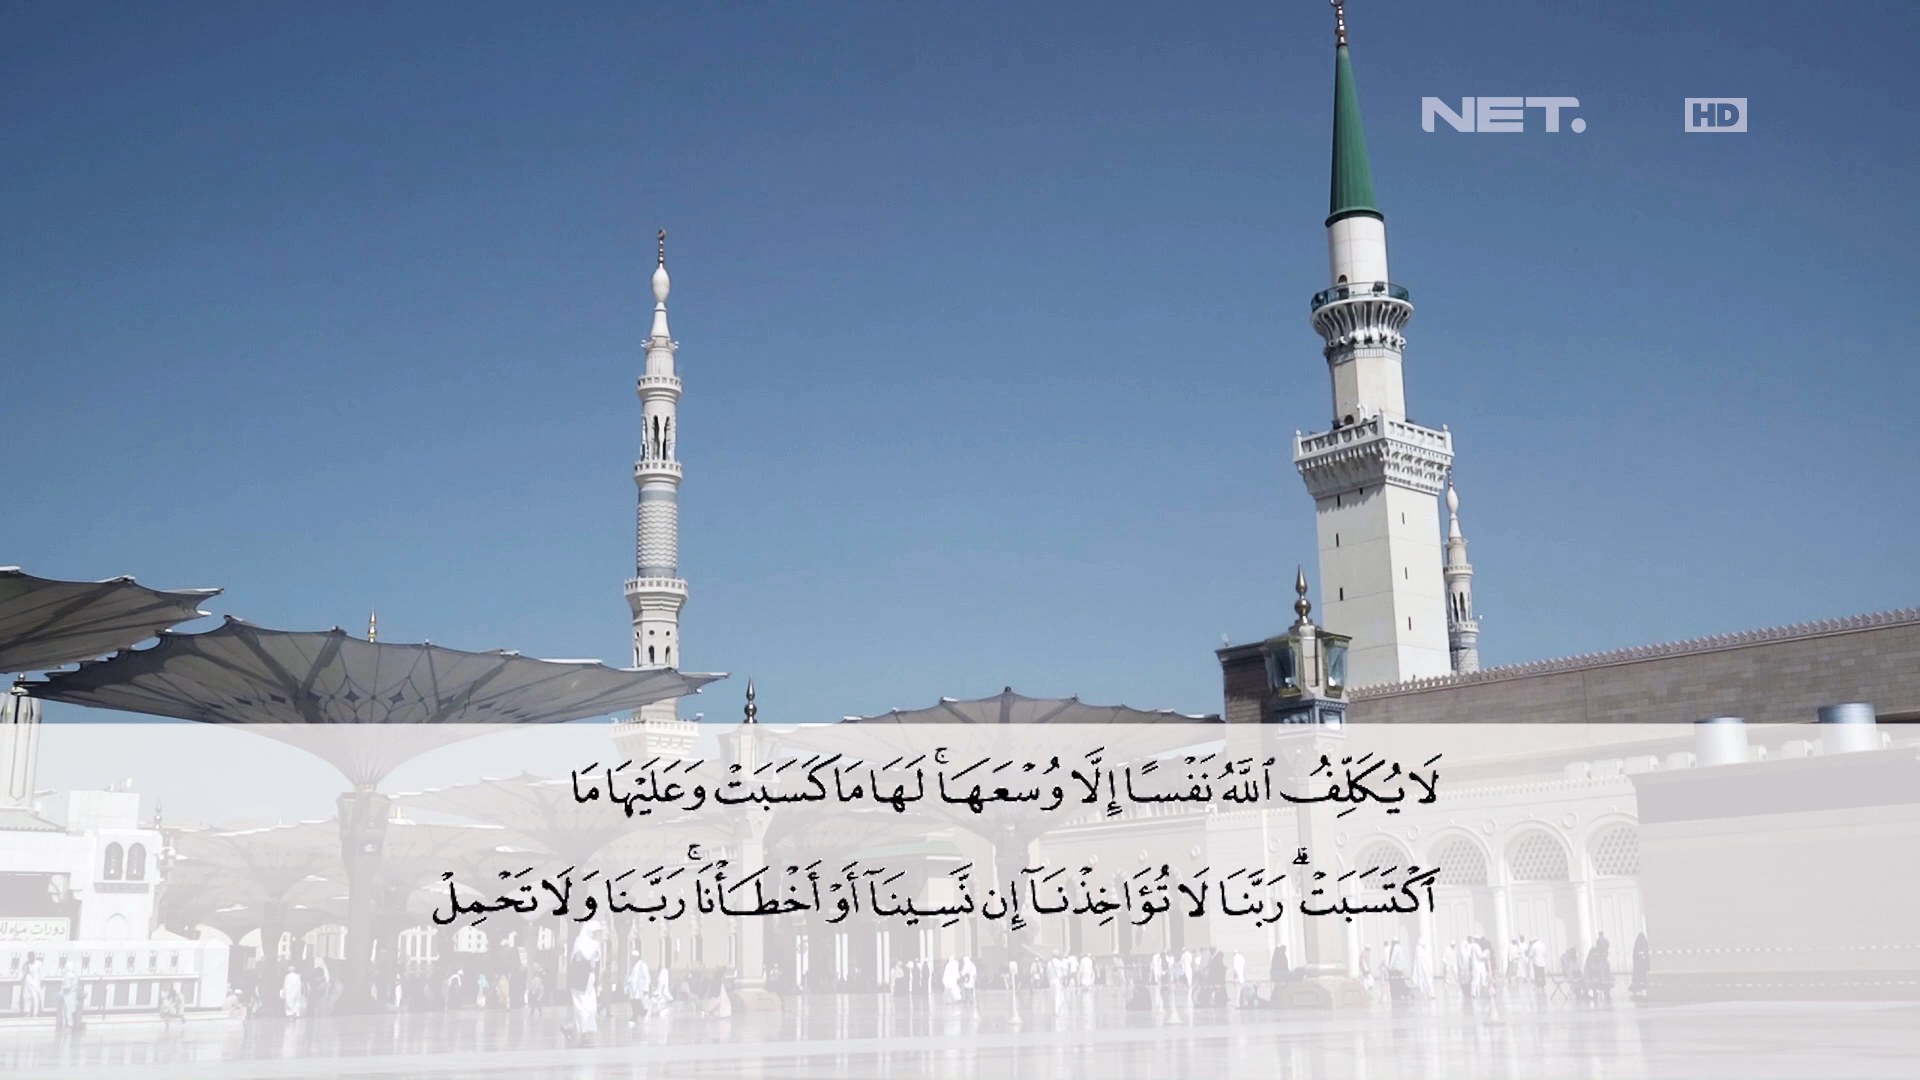 NET.
HD
لَا يُكَلِّفُ ٱللَّهُ نَفْسًا إِلَّا وُسْعَهَا ۚ لَهَا مَا كَسَبَتْ وَعَلَيْهَا مَا
ٱكْتَسَبَتْ ۗ رَبَّنَا لَا تُؤَاخِذْنَآ إِن نَّسِينَآ أَوْ أَخْطَأْنَا ۚ رَبَّنَا وَلَا تَحْمِلْ